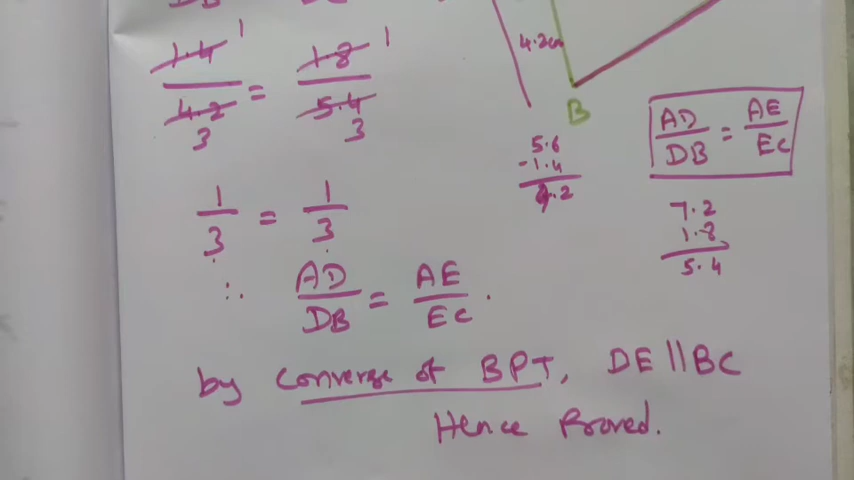 DB
1.4 1 = 1.8 1
4.2 3 5.4 3
4.2cm
B
AD/DB = AE/EC
5.6
-1.4
4.2
7.2
1.8
5.4
1/3 = 1/3
∴ AD/DB = AE/EC.
by converse of BPT, DE || BC
Hence Proved.